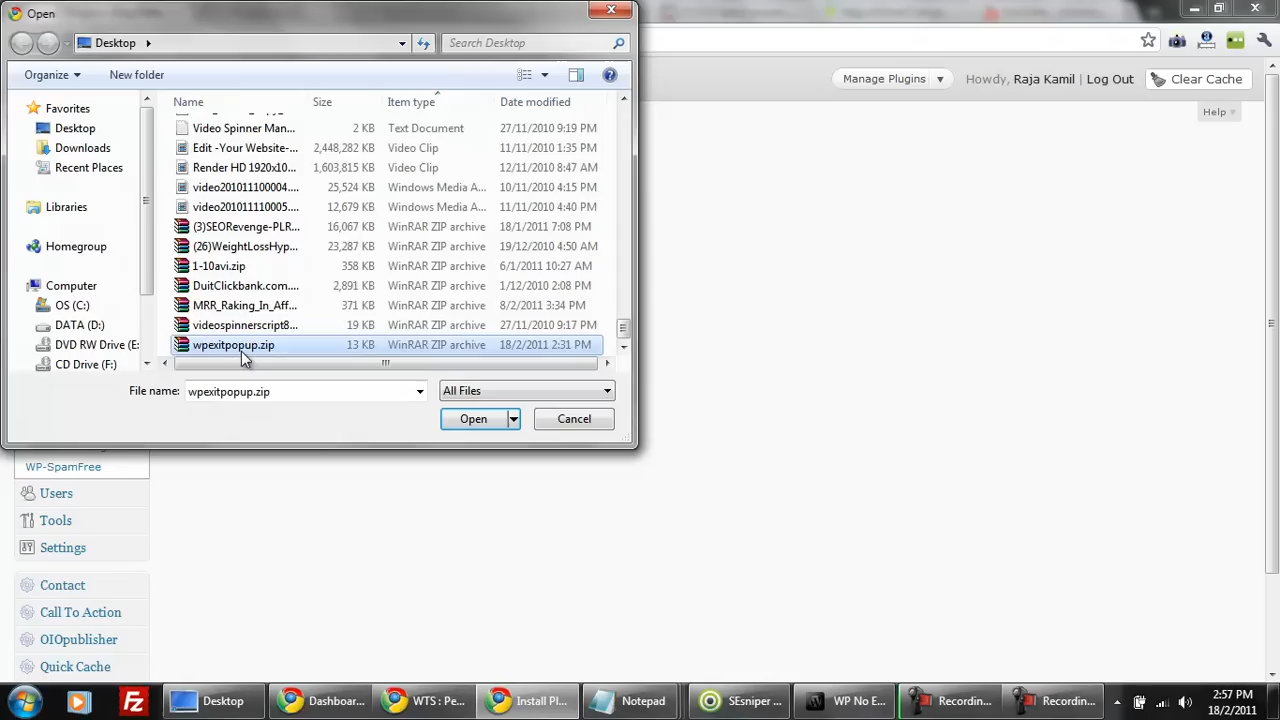 Open
Desktop
Search Desktop
Organize
New folder
Manage Plugins
Howdy, Raja Kamil | Log Out
Clear Cache
Help
Favorites
Desktop
Downloads
Recent Places
Libraries
Homegroup
Computer
OS (C:)
DATA (D:)
DVD RW Drive (E:
CD Drive (F:)
Name Size Item type Date modified
Video Spinner Man... 2 KB Text Document 27/11/2010 9:19 PM
Edit -Your Website-... 2,448,282 KB Video Clip 11/11/2010 1:35 PM
Render HD 1920x10... 1,603,815 KB Video Clip 12/11/2010 8:47 AM
video201011100004.... 25,524 KB Windows Media A... 10/11/2010 4:15 PM
video201011100005.... 12,679 KB Windows Media A... 11/11/2010 4:40 PM
(3)SEORevenge-PLR... 16,067 KB WinRAR ZIP archive 18/1/2011 7:08 PM
(26)WeightLossHyp... 23,287 KB WinRAR ZIP archive 19/12/2010 4:50 AM
1-10avi.zip 358 KB WinRAR ZIP archive 6/1/2011 10:27 AM
DuitClickbank.com.... 2,891 KB WinRAR ZIP archive 1/12/2010 2:08 PM
MRR_Raking_In_Aff... 371 KB WinRAR ZIP archive 8/2/2011 3:34 PM
videospinnerscript8... 19 KB WinRAR ZIP archive 27/11/2010 9:17 PM
wpexitpopup.zip 13 KB WinRAR ZIP archive 18/2/2011 2:31 PM
File name: wpexitpopup.zip
All Files
Open
Cancel
WP-SpamFree
Users
Tools
Settings
Contact
Call To Action
OIOpublisher
Quick Cache
Desktop
Dashboar...
WTS : Pe...
Install Pl...
Notepad
SEsniper ...
WP No E...
Recording...
Recordin...
2:57 PM
18/2/2011